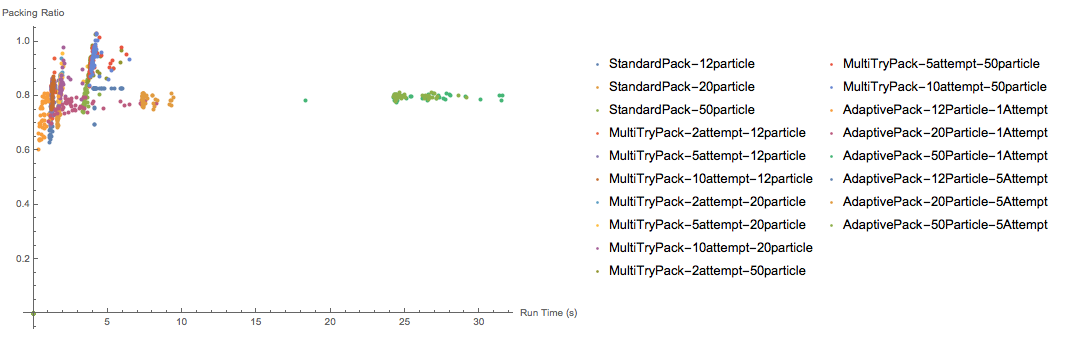 Packing Ratio
1.0
0.8
0.6
0.4
0.2
5
10
15
20
25
30
Run Time (s)
StandardPack-12particle
StandardPack-20particle
StandardPack-50particle
MultiTryPack-2attempt-12particle
MultiTryPack-5attempt-12particle
MultiTryPack-10attempt-12particle
MultiTryPack-2attempt-20particle
MultiTryPack-5attempt-20particle
MultiTryPack-10attempt-20particle
MultiTryPack-2attempt-50particle
MultiTryPack-5attempt-50particle
MultiTryPack-10attempt-50particle
AdaptivePack-12Particle-1Attempt
AdaptivePack-20Particle-1Attempt
AdaptivePack-50Particle-1Attempt
AdaptivePack-12Particle-5Attempt
AdaptivePack-20Particle-5Attempt
AdaptivePack-50Particle-5Attempt